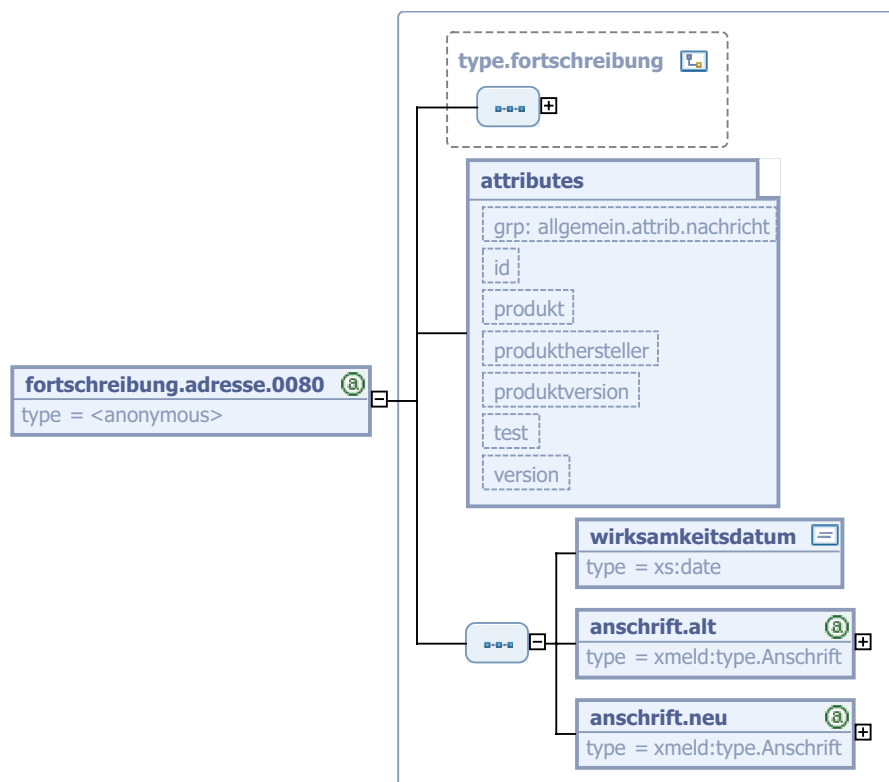 type.fortschreibung
attributes
grp: allgemein.attrib.nachricht
id
produkt
produkthersteller
produktversion
test
version
fortschreibung.adresse.0080
type = <anonymous>
wirksamkeitsdatum
type = xs:date
anschrift.alt
type = xmeld:type.Anschrift
anschrift.neu
type = xmeld:type.Anschrift